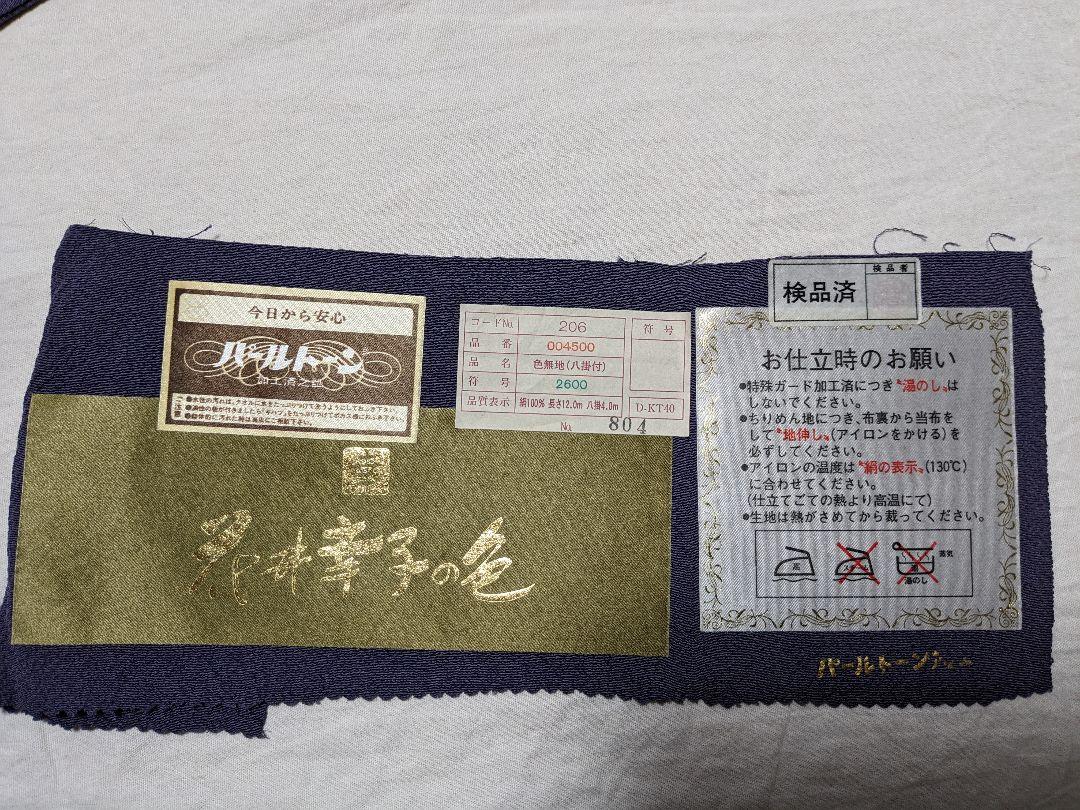 今日から安心
パールトーン
加工済之証
コードNo. 206 符号
品番 004500
品名 色無地(八掛付)
符号 2600
品質表示 絹100% 長さ12.0m 八掛4.0m D-KT40
No. 804
の色
検品済
検品者
お仕立時のお願い
●特殊ガード加工済につき〝湯のし〟は
しないでください。
●ちりめん地につき、布裏から当布を
して〝地伸し〟(アイロンをかける)を
必ずしてください。
●アイロンの温度は〝絹の表示〟(130℃)
に合わせてください。
(仕立てごての熱より高温にて)
●生地は熱がさめてから裁ってください。
高
蒸気
湯のし
パールトーン